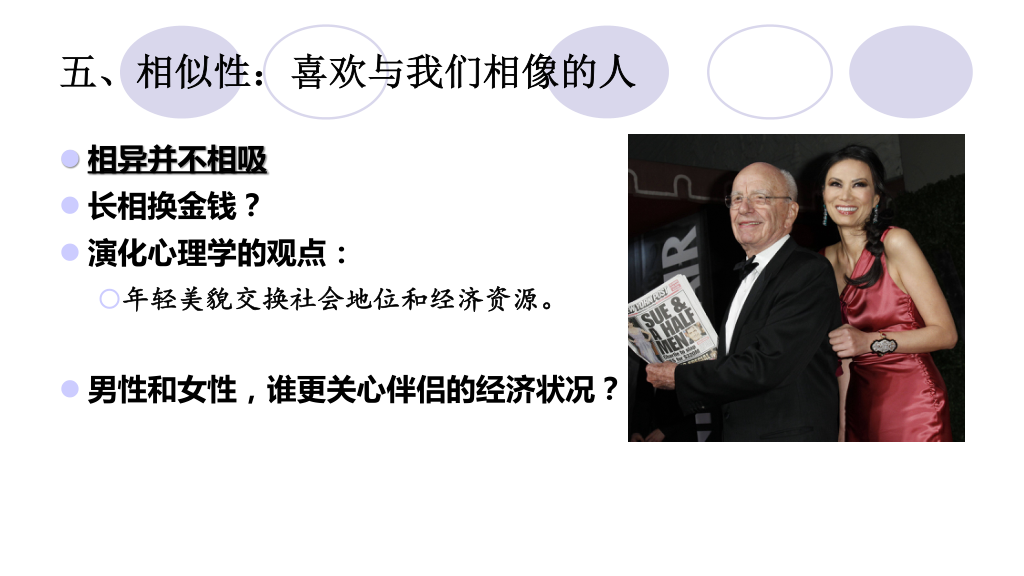 五、相似性：喜欢与我们相像的人
相异并不相吸
长相换金钱？
演化心理学的观点：
年轻美貌交换社会地位和经济资源。
男性和女性，谁更关心伴侣的经济状况？
SUE &
A HALF
MEN